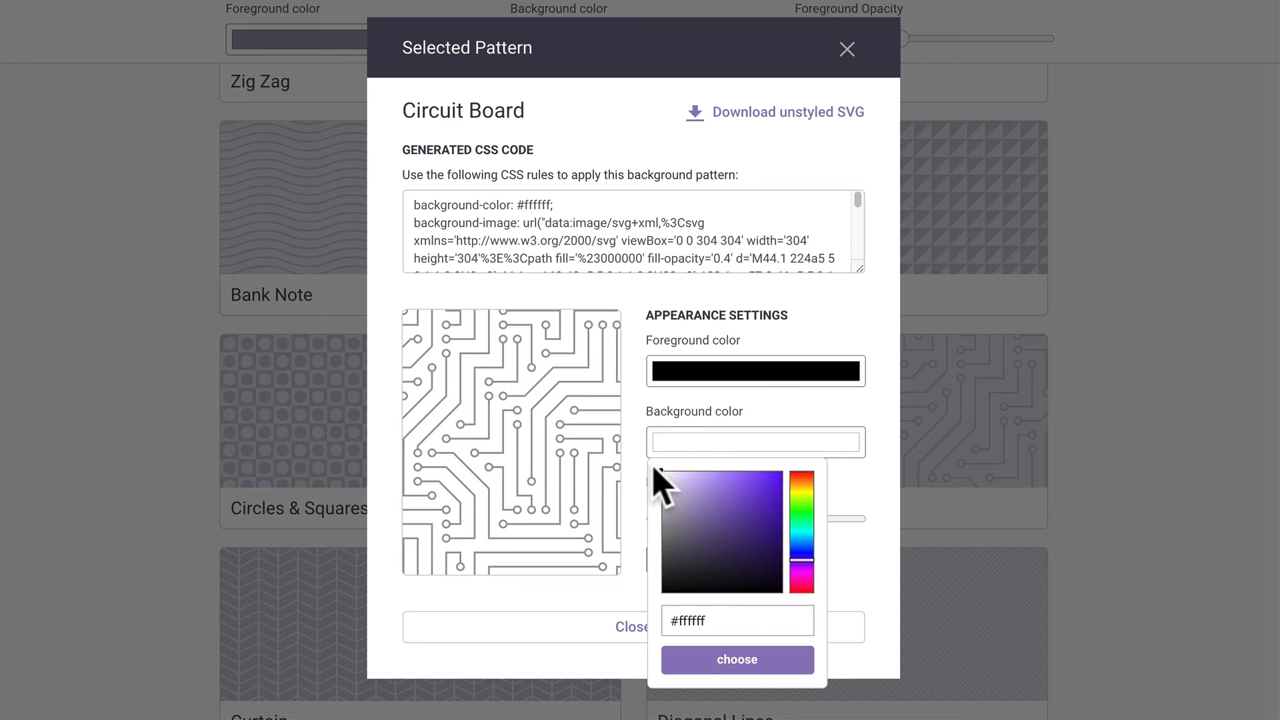 Foreground color
Background color
Foreground Opacity
Selected Pattern
Zig Zag
Circuit Board
Download unstyled SVG
GENERATED CSS CODE
Use the following CSS rules to apply this background pattern:
background-color: #ffffff;
background-image: url("data:image/svg+xml,%3Csvg
xmlns='http://www.w3.org/2000/svg' viewBox='0 0 304 304' width='304'
height='304'%3E%3Cpath fill='%23000000' fill-opacity='0.4' d='M44.1 224a5 5
Bank Note
APPEARANCE SETTINGS
Foreground color
Background color
Circles & Squares
#ffffff
Close
choose
Curtain
Diagonal Lines